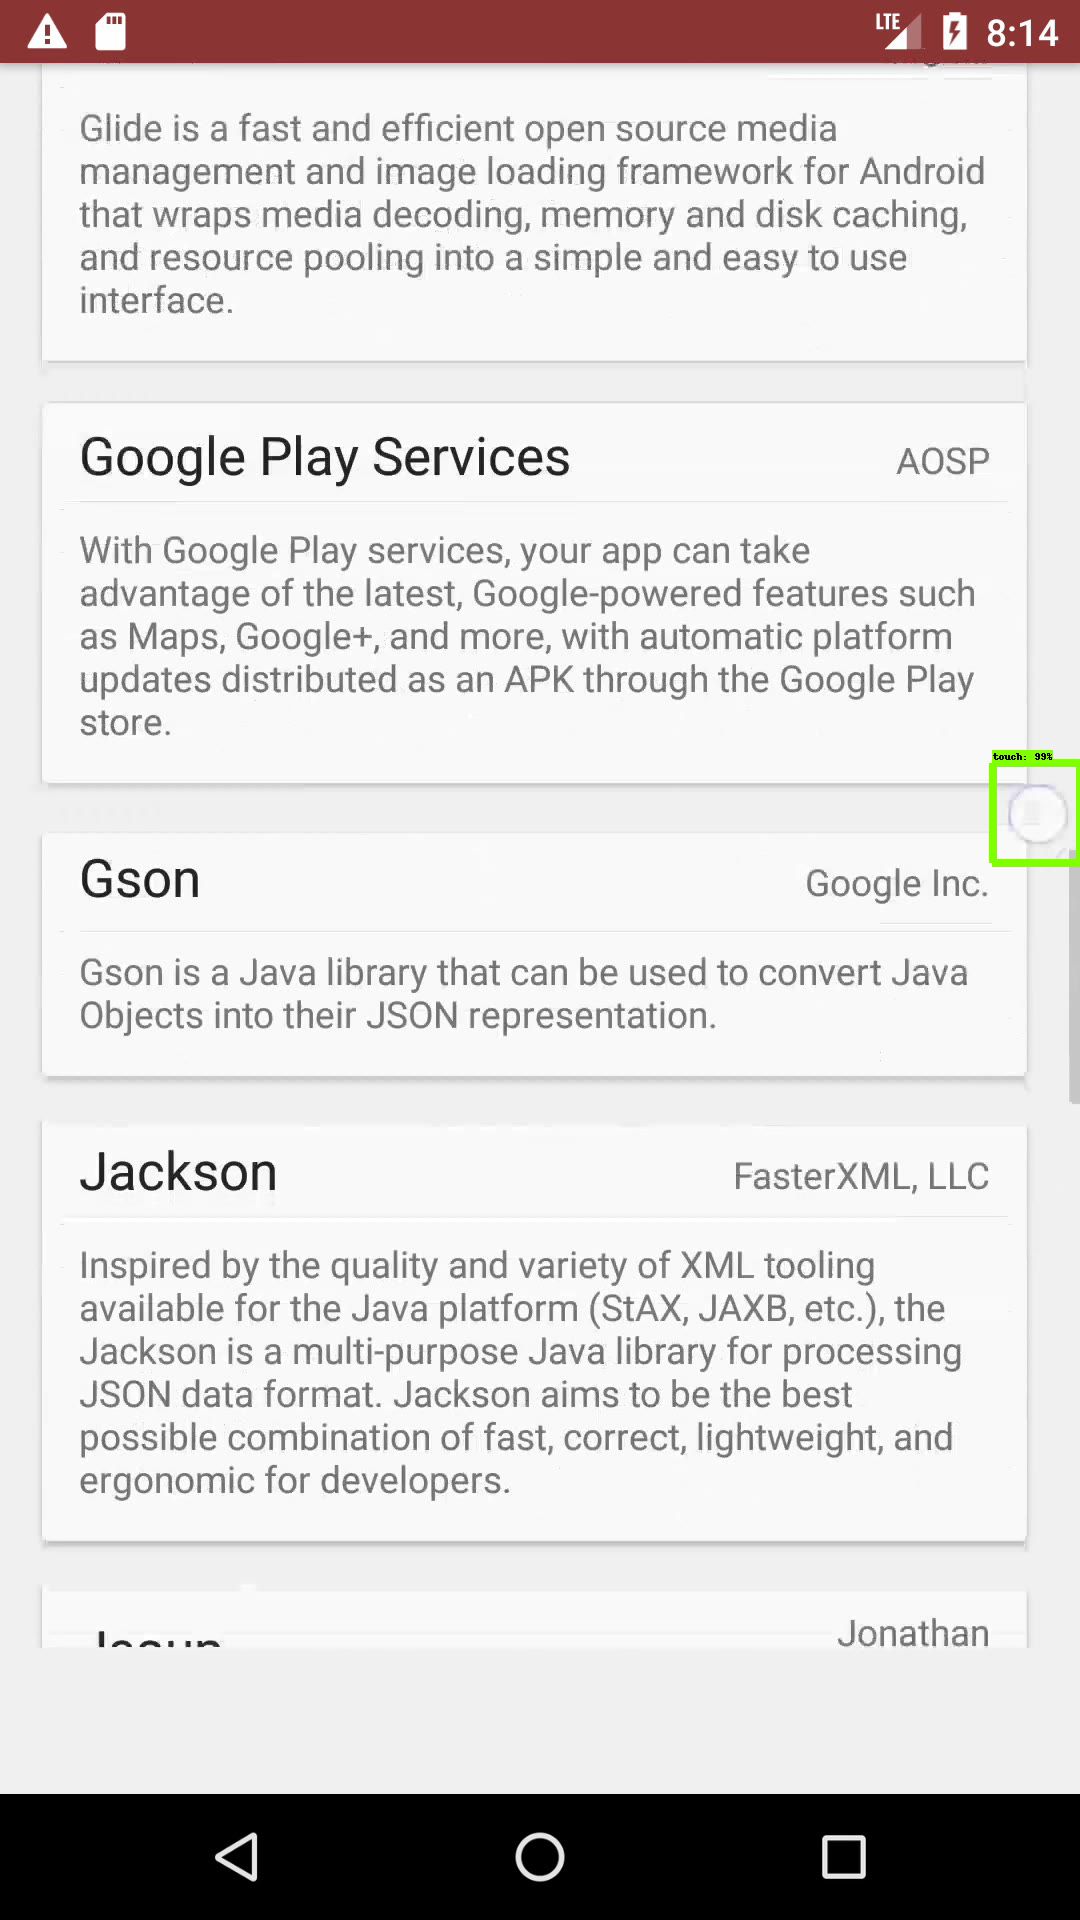 LTE 8:14
Glide is a fast and efficient open source media
management and image loading framework for Android
that wraps media decoding, memory and disk caching,
and resource pooling into a simple and easy to use
interface.
Google Play Services AOSP
With Google Play services, your app can take
advantage of the latest, Google-powered features such
as Maps, Google+, and more, with automatic platform
updates distributed as an APK through the Google Play
store.
touch: 99%
Gson Google Inc.
Gson is a Java library that can be used to convert Java
Objects into their JSON representation.
Jackson FasterXML, LLC
Inspired by the quality and variety of XML tooling
available for the Java platform (StAX, JAXB, etc.), the
Jackson is a multi-purpose Java library for processing
JSON data format. Jackson aims to be the best
possible combination of fast, correct, lightweight, and
ergonomic for developers.
Jonathan